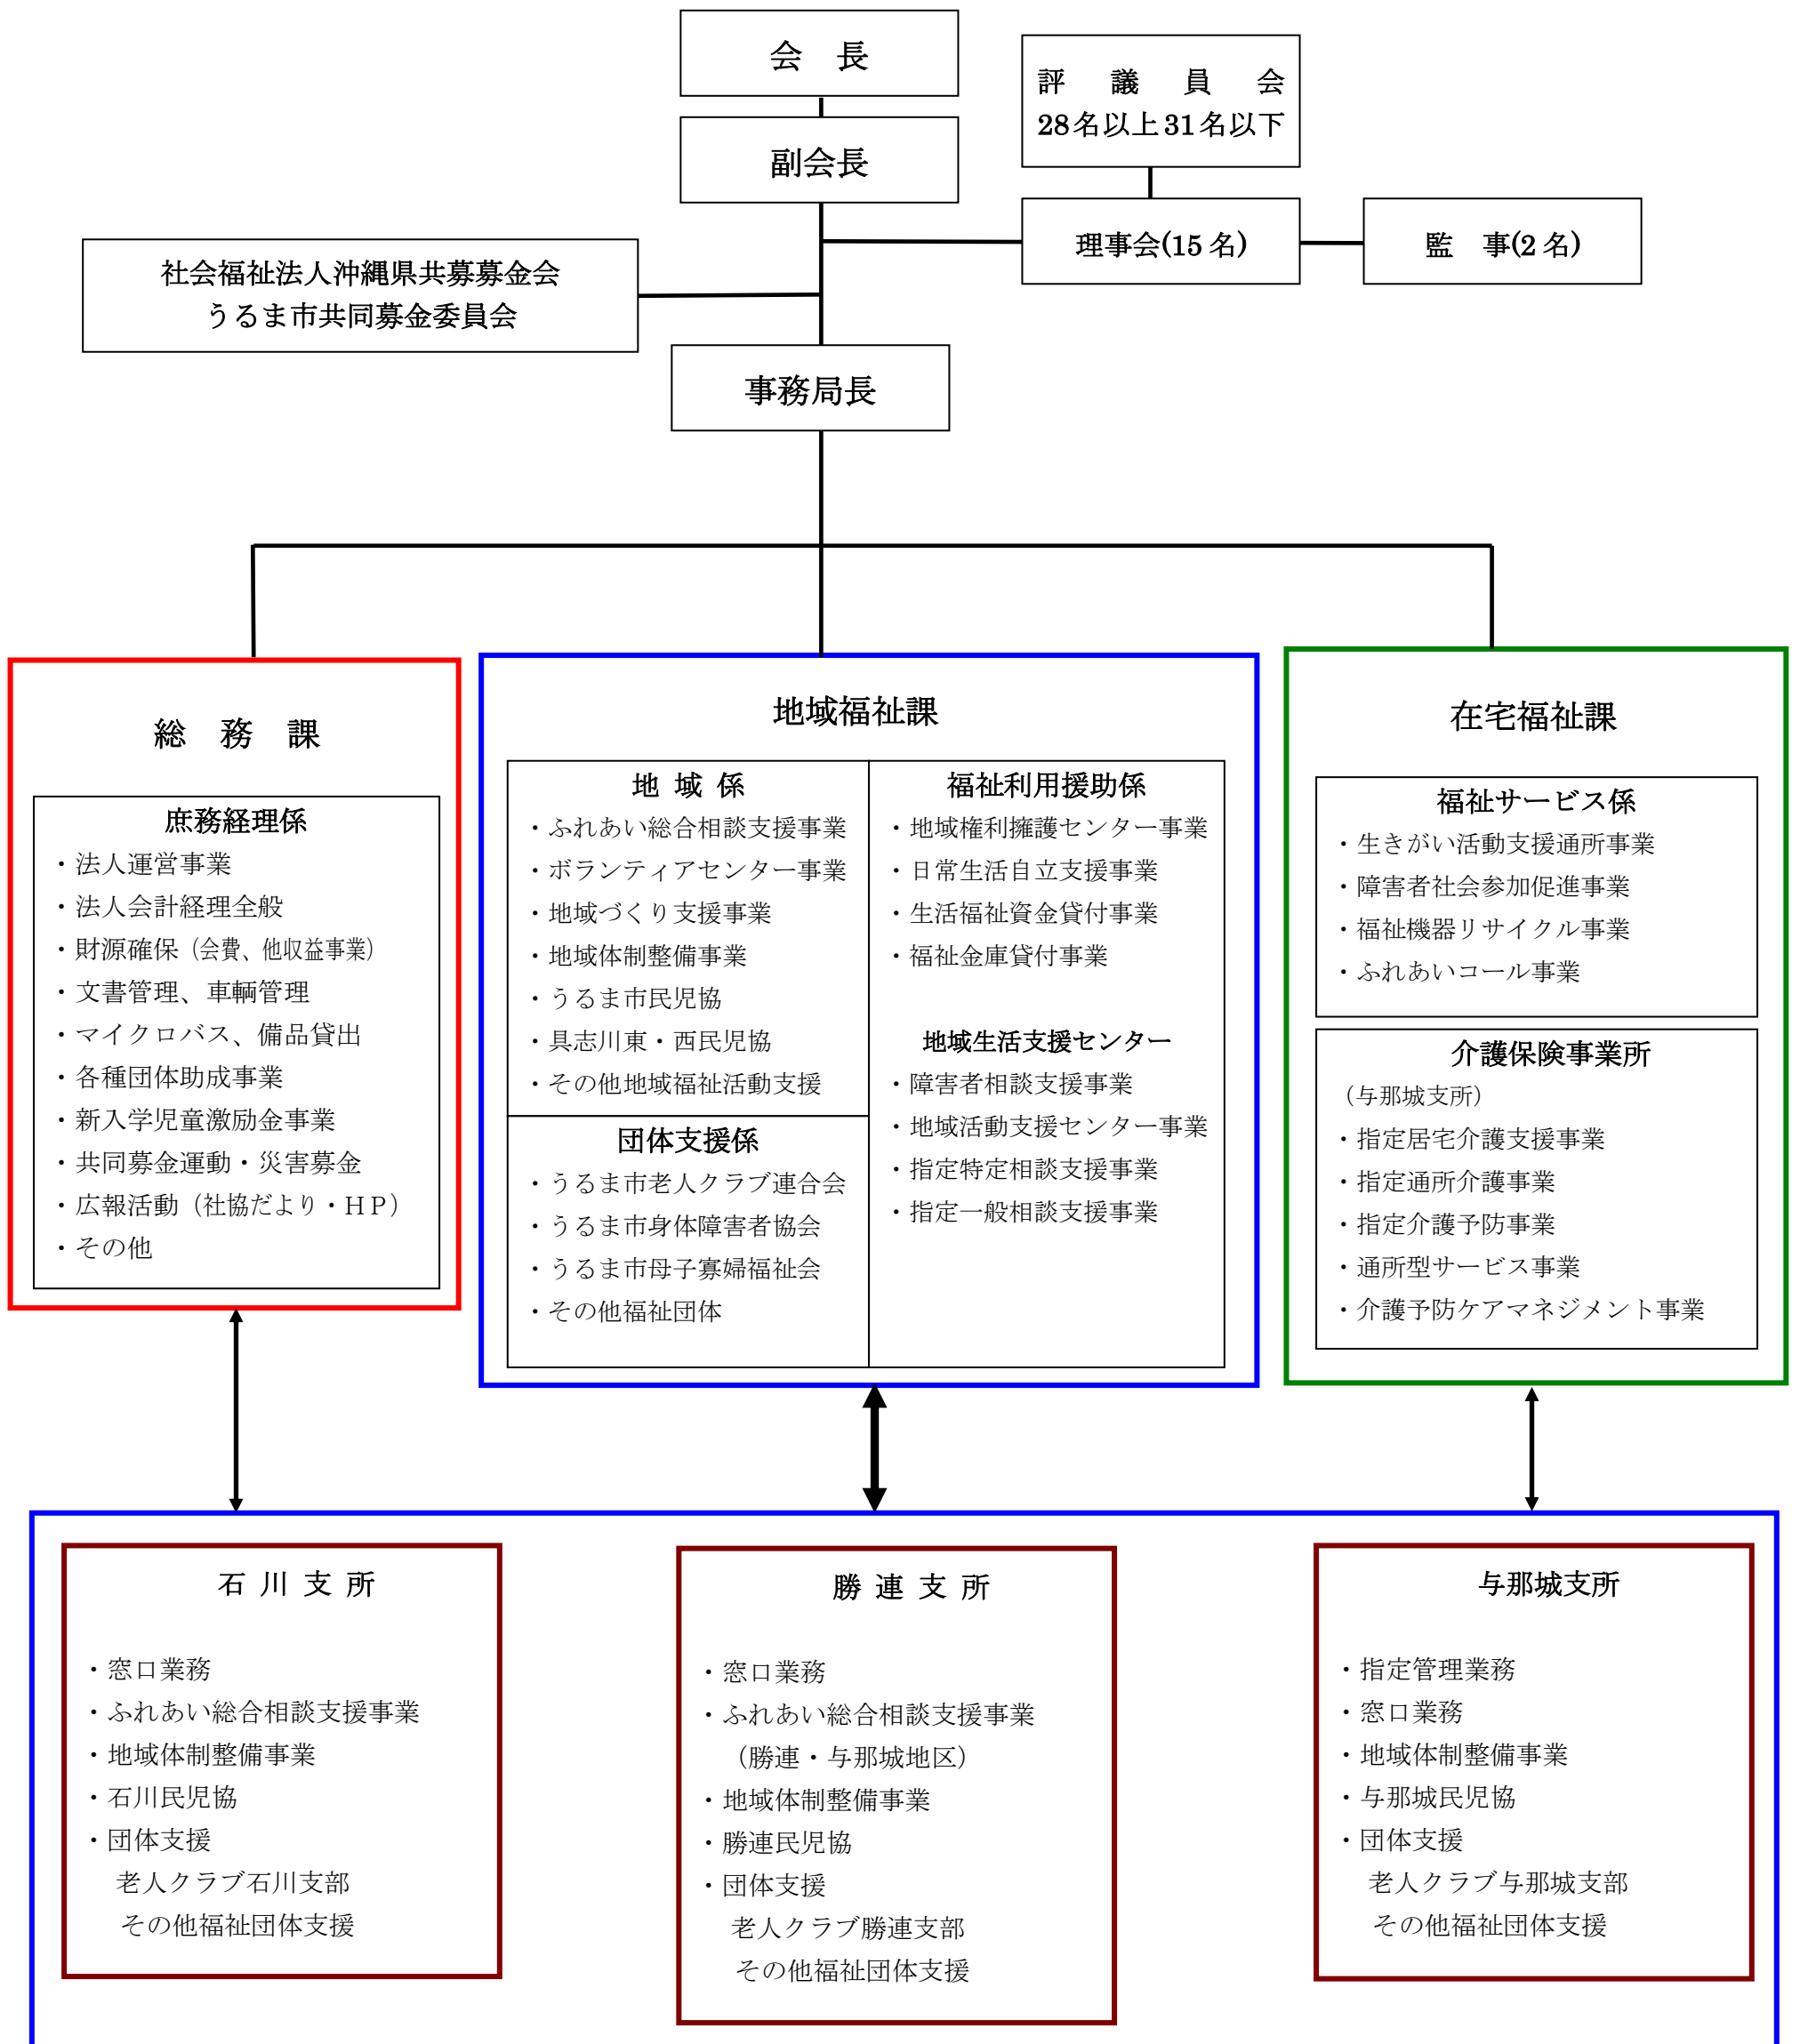 会　長
評　議　員　会
28名以上31名以下
副会長
理事会(15名)
監　事(2名)
社会福祉法人沖縄県共募募金会
うるま市共同募金委員会
事務局長
総　務　課
庶務経理係
・法人運営事業
・法人会計経理全般
・財源確保（会費、他収益事業）
・文書管理、車輌管理
・マイクロバス、備品貸出
・各種団体助成事業
・新入学児童激励金事業
・共同募金運動・災害募金
・広報活動（社協だより・ＨＰ）
・その他
地域福祉課
地 域 係
・ふれあい総合相談支援事業
・ボランティアセンター事業
・地域づくり支援事業
・地域体制整備事業
・うるま市民児協
・具志川東・西民児協
・その他地域福祉活動支援
団体支援係
・うるま市老人クラブ連合会
・うるま市身体障害者協会
・うるま市母子寡婦福祉会
・その他福祉団体
福祉利用援助係
・地域権利擁護センター事業
・日常生活自立支援事業
・生活福祉資金貸付事業
・福祉金庫貸付事業
地域生活支援センター
・障害者相談支援事業
・地域活動支援センター事業
・指定特定相談支援事業
・指定一般相談支援事業
在宅福祉課
福祉サービス係
・生きがい活動支援通所事業
・障害者社会参加促進事業
・福祉機器リサイクル事業
・ふれあいコール事業
介護保険事業所
（与那城支所）
・指定居宅介護支援事業
・指定通所介護事業
・指定介護予防事業
・通所型サービス事業
・介護予防ケアマネジメント事業
石 川 支 所
・窓口業務
・ふれあい総合相談支援事業
・地域体制整備事業
・石川民児協
・団体支援
老人クラブ石川支部
その他福祉団体支援
勝 連 支 所
・窓口業務
・ふれあい総合相談支援事業
（勝連・与那城地区）
・地域体制整備事業
・勝連民児協
・団体支援
老人クラブ勝連支部
その他福祉団体支援
与那城支所
・指定管理業務
・窓口業務
・地域体制整備事業
・与那城民児協
・団体支援
老人クラブ与那城支部
その他福祉団体支援